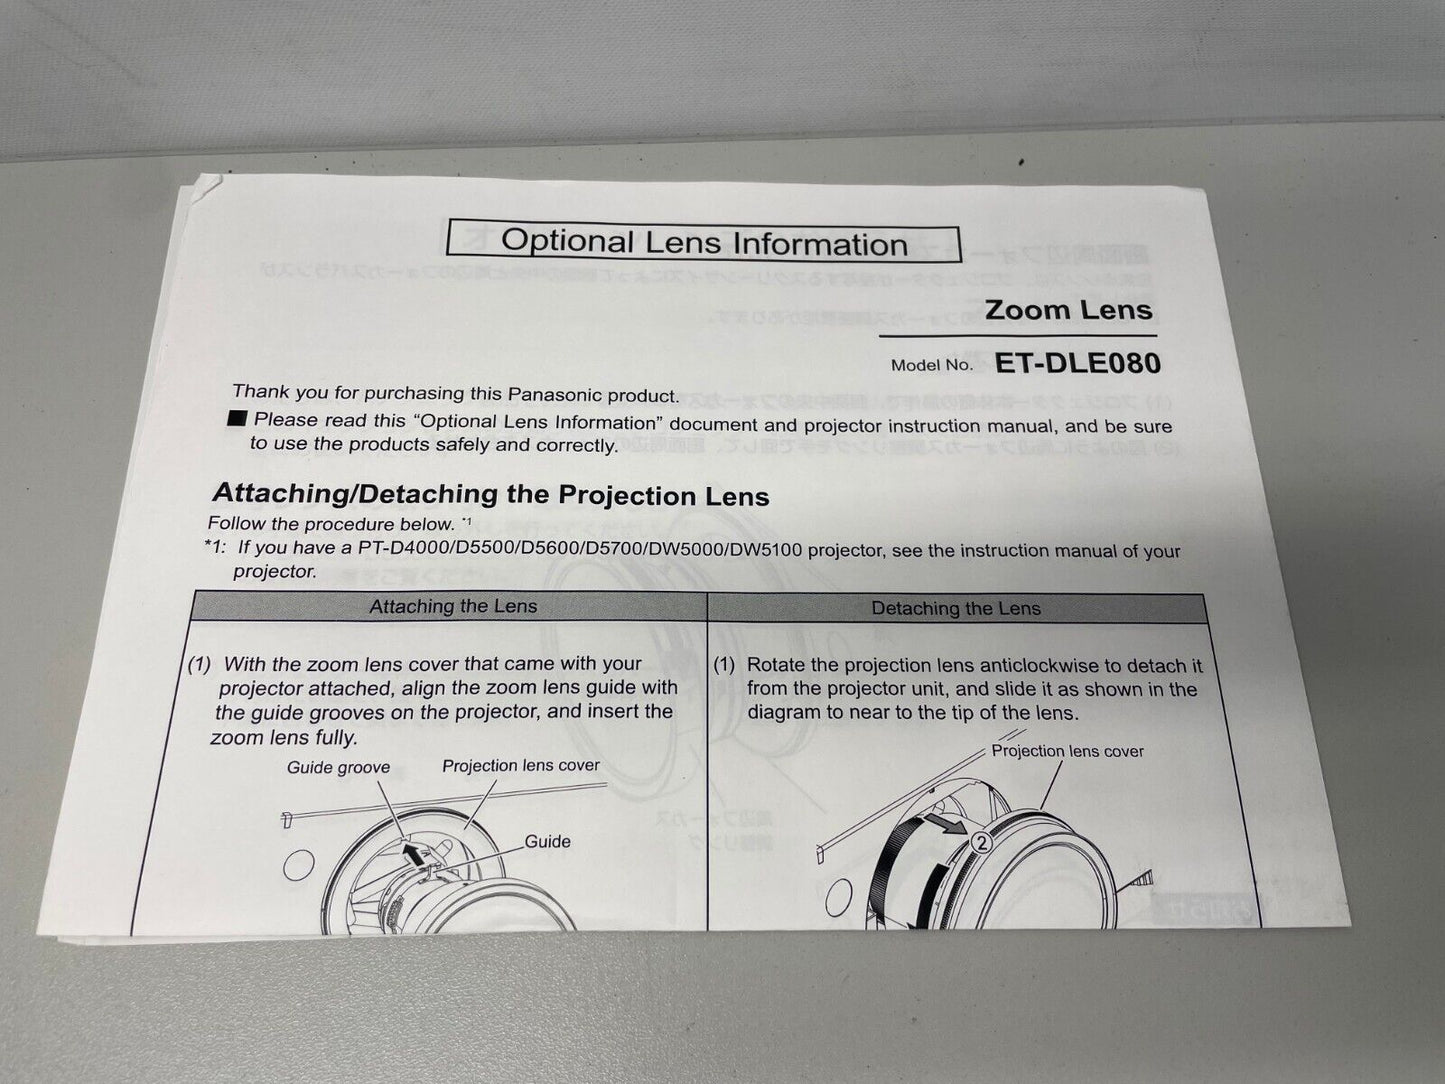 Optional Lens Information
Zoom Lens
Model No. ET-DLE080
Thank you for purchasing this Panasonic product.
■ Please read this “Optional Lens Information” document and projector instruction manual, and be sure
to use the products safely and correctly.
Attaching/Detaching the Projection Lens
Follow the procedure below. *1
*1: If you have a PT-D4000/D5500/D5600/D5700/DW5000/DW5100 projector, see the instruction manual of your
projector.
Attaching the Lens
(1) With the zoom lens cover that came with your
projector attached, align the zoom lens guide with
the guide grooves on the projector, and insert the
zoom lens fully.
Guide groove
Projection lens cover
Guide
Detaching the Lens
(1) Rotate the projection lens anticlockwise to detach it
from the projector unit, and slide it as shown in the
diagram to near to the tip of the lens.
Projection lens cover
②